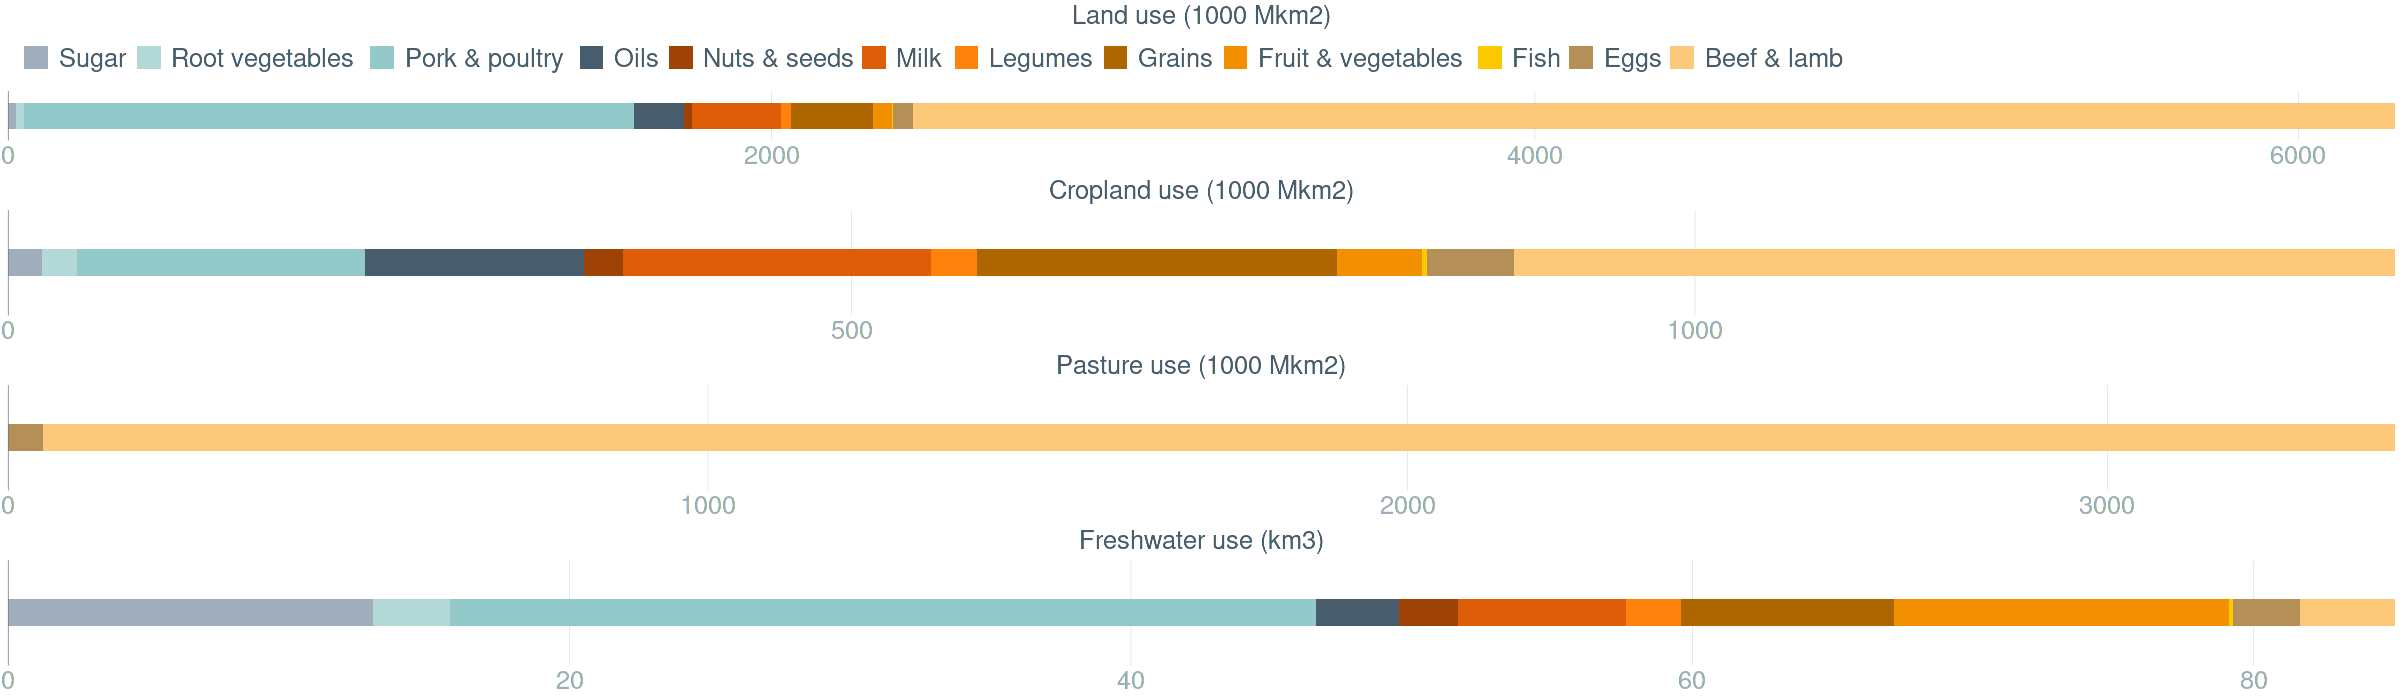 Land use (1000 Mkm2)
Sugar Root vegetables Pork & poultry Oils Nuts & seeds Milk Legumes Grains Fruit & vegetables Fish Eggs Beef & lamb
0 2000 4000 6000
Cropland use (1000 Mkm2)
0 500 1000
Pasture use (1000 Mkm2)
0 1000 2000 3000
Freshwater use (km3)
0 20 40 60 80